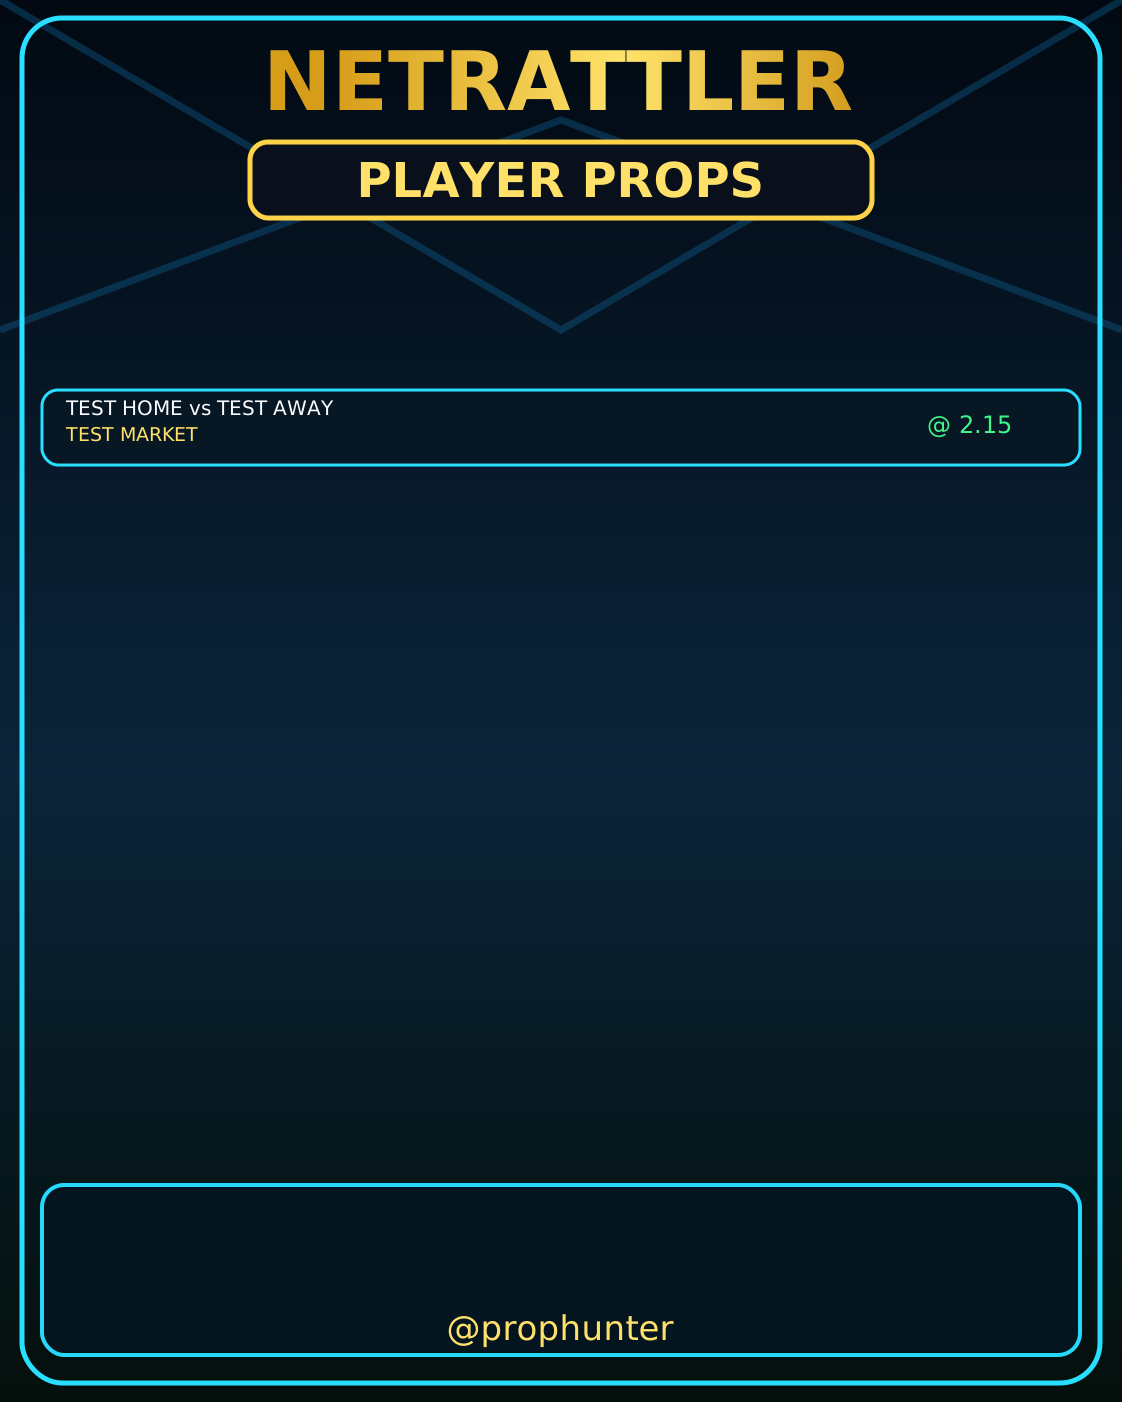 NETRATTLER
PLAYER PROPS
TEST HOME vs TEST AWAY
TEST MARKET
@ 2.15
@prophunter